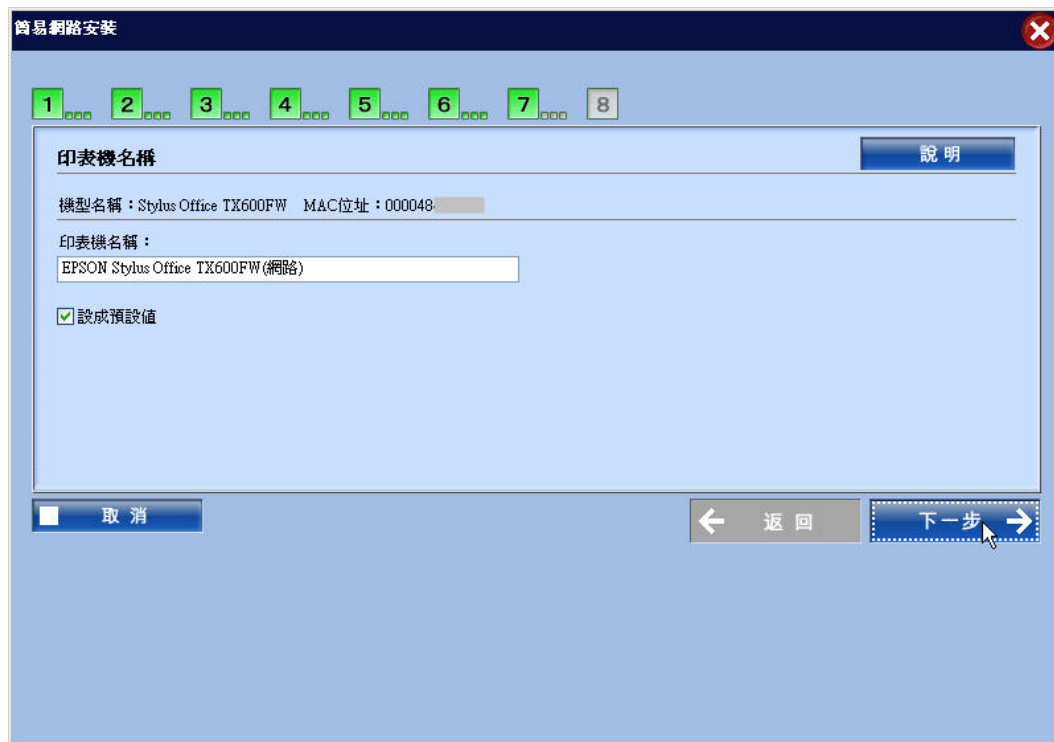 簡易網路安裝
1 2 3 4 5 6 7 8
印表機名稱
說明
機型名稱：Stylus Office TX600FW MAC位址：000048
印表機名稱：
EPSON Stylus Office TX600FW(網路)
設成預設值
取消
返回
下一步